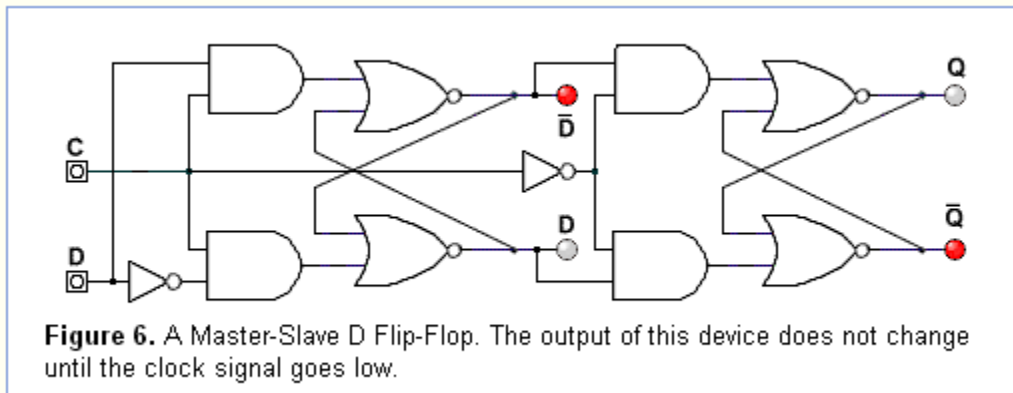 Q
D̅
C
D
D
Q̅
Figure 6. A Master-Slave D Flip-Flop. The output of this device does not change
until the clock signal goes low.